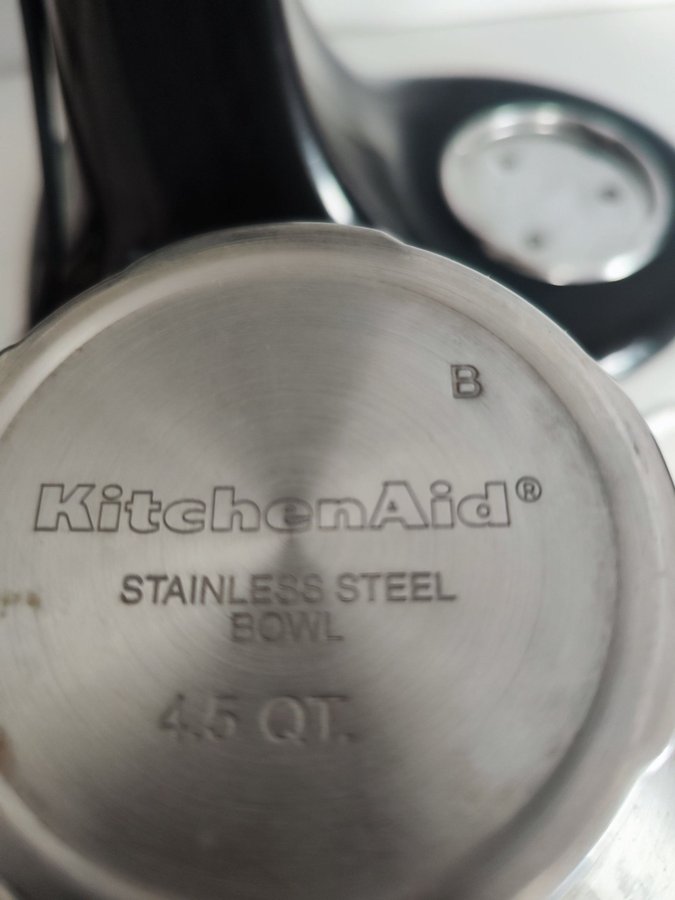 B
KitchenAid®
STAINLESS STEEL
BOWL
4.5 QT.